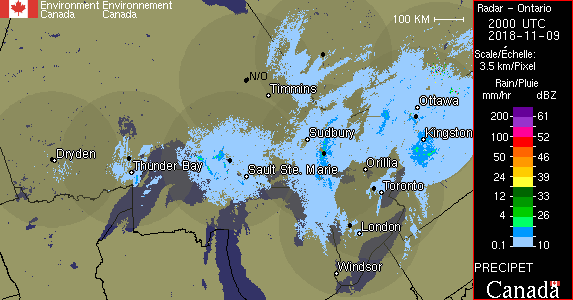 Environment Environnement
Canada Canada
100 KM
N/O
Timmins
Ottawa
Sudbury
Kingston
Dryden
Thunder Bay
Sault Ste. Marie
Orillia
Toronto
London
Windsor
Radar - Ontario
2000 UTC
2018-11-09
Scale/Échelle:
3.5 km/Pixel
Rain/Pluie
mm/hr dBZ
200 61
100 56
50 52
50 46
24 39
12 33
4 26
0.1 10
PRECIPET
Canada